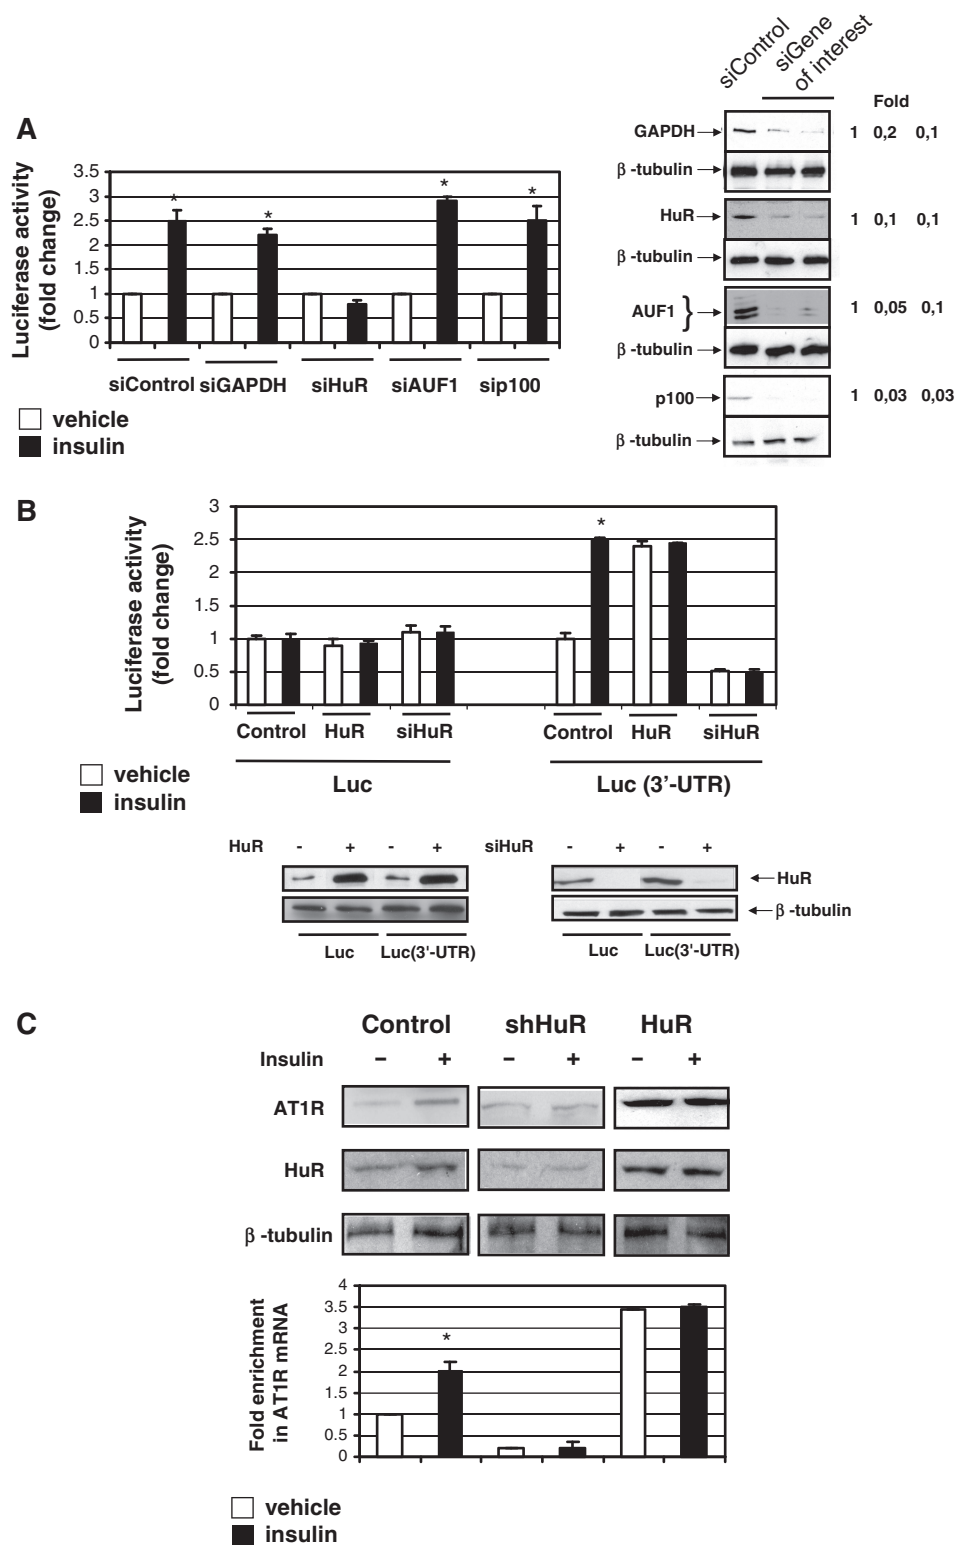 A
Luciferase activity
(fold change)
3.5
3
2.5
2
1.5
1
0.5
0
* * * *
siControl siGAPDH siHuR siAUF1 sip100
vehicle
insulin
siControl
siGene
of interest
Fold
GAPDH 1 0,2 0,1
β-tubulin
HuR 1 0,1 0,1
β-tubulin
AUF1 } 1 0,05 0,1
β-tubulin
p100 1 0,03 0,03
β-tubulin
B
Luciferase activity
(fold change)
3
2.5
2
1.5
1
0.5
0
*
Control HuR siHuR Control HuR siHuR
Luc Luc (3'-UTR)
vehicle
insulin
HuR - + - + siHuR - + - +
HuR
β-tubulin
Luc Luc(3'-UTR) Luc Luc(3'-UTR)
C
Control shHuR HuR
Insulin − + − + − +
AT1R
HuR
β-tubulin
Fold enrichment
in AT1R mRNA
4
3.5
3
2.5
2
1.5
1
0.5
0
*
vehicle
insulin